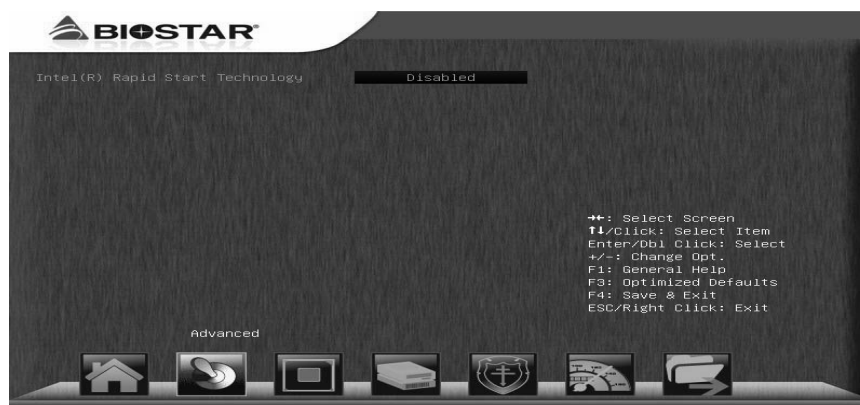 BIOSTAR®
Intel(R) Rapid Start Technology Disabled
→←: Select Screen
↑↓/Click: Select Item
Enter/Dbl Click: Select
+/-: Change Opt.
F1: General Help
F3: Optimized Defaults
F4: Save & Exit
ESC/Right Click: Exit
Advanced